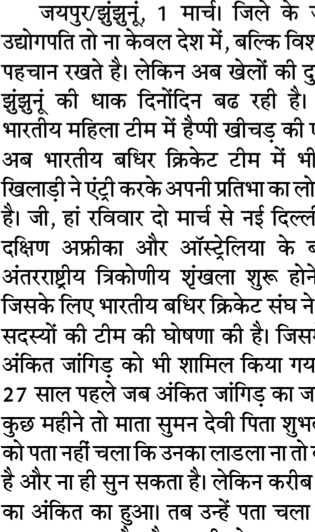 जयपुर/झुंझुनूं, 1 मार्च। जिले के
उद्योगपति तो ना केवल देश में, बल्कि
पहचान रखते है। लेकिन अब खेलों की
झुंझुनूं की धाक दिनोंदिन बढ रही है।
भारतीय महिला टीम में हैप्पी खीचड़ की
अब भारतीय बधिर क्रिकेट टीम में भी
खिलाड़ी ने एंट्री करके अपनी प्रतिभा का
है। जी, हां रविवार दो मार्च से नई
दक्षिण अफ्रीका और ऑस्ट्रेलिया के
अंतरराष्ट्रीय त्रिकोणीय शृंखला शुरू
जिसके लिए भारतीय बधिर क्रिकेट संघ ने
सदस्यों की टीम की घोषणा की है।
अंकित जांगिड़ को भी शामिल किया
27 साल पहले जब अंकित जांगिड़ का
कुछ महीने तो माता सुमन देवी पिता
को पता नहीं चला कि उनका लाडला ना तो
है और ना ही सुन सकता है। लेकिन करीब
का अंकित का हुआ। तब उन्हें पता चला